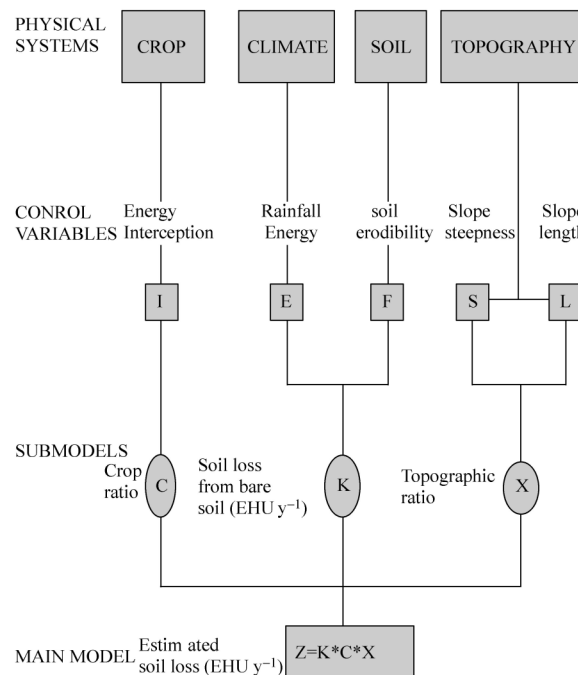 PHYSICAL
SYSTEMS
CROP
CLIMATE
SOIL
TOPOGRAPHY
CONROL
VARIABLES
Energy
Interception
Rainfall
Energy
soil
erodibility
Slope
steepness
Slope
length
I
E
F
S
L
SUBMODELS
Crop
ratio
C
Soil loss
from bare
soil (EHU y⁻¹)
K
Topographic
ratio
X
MAIN MODEL
Estim ated
soil loss (EHU y⁻¹)
Z=K*C*X